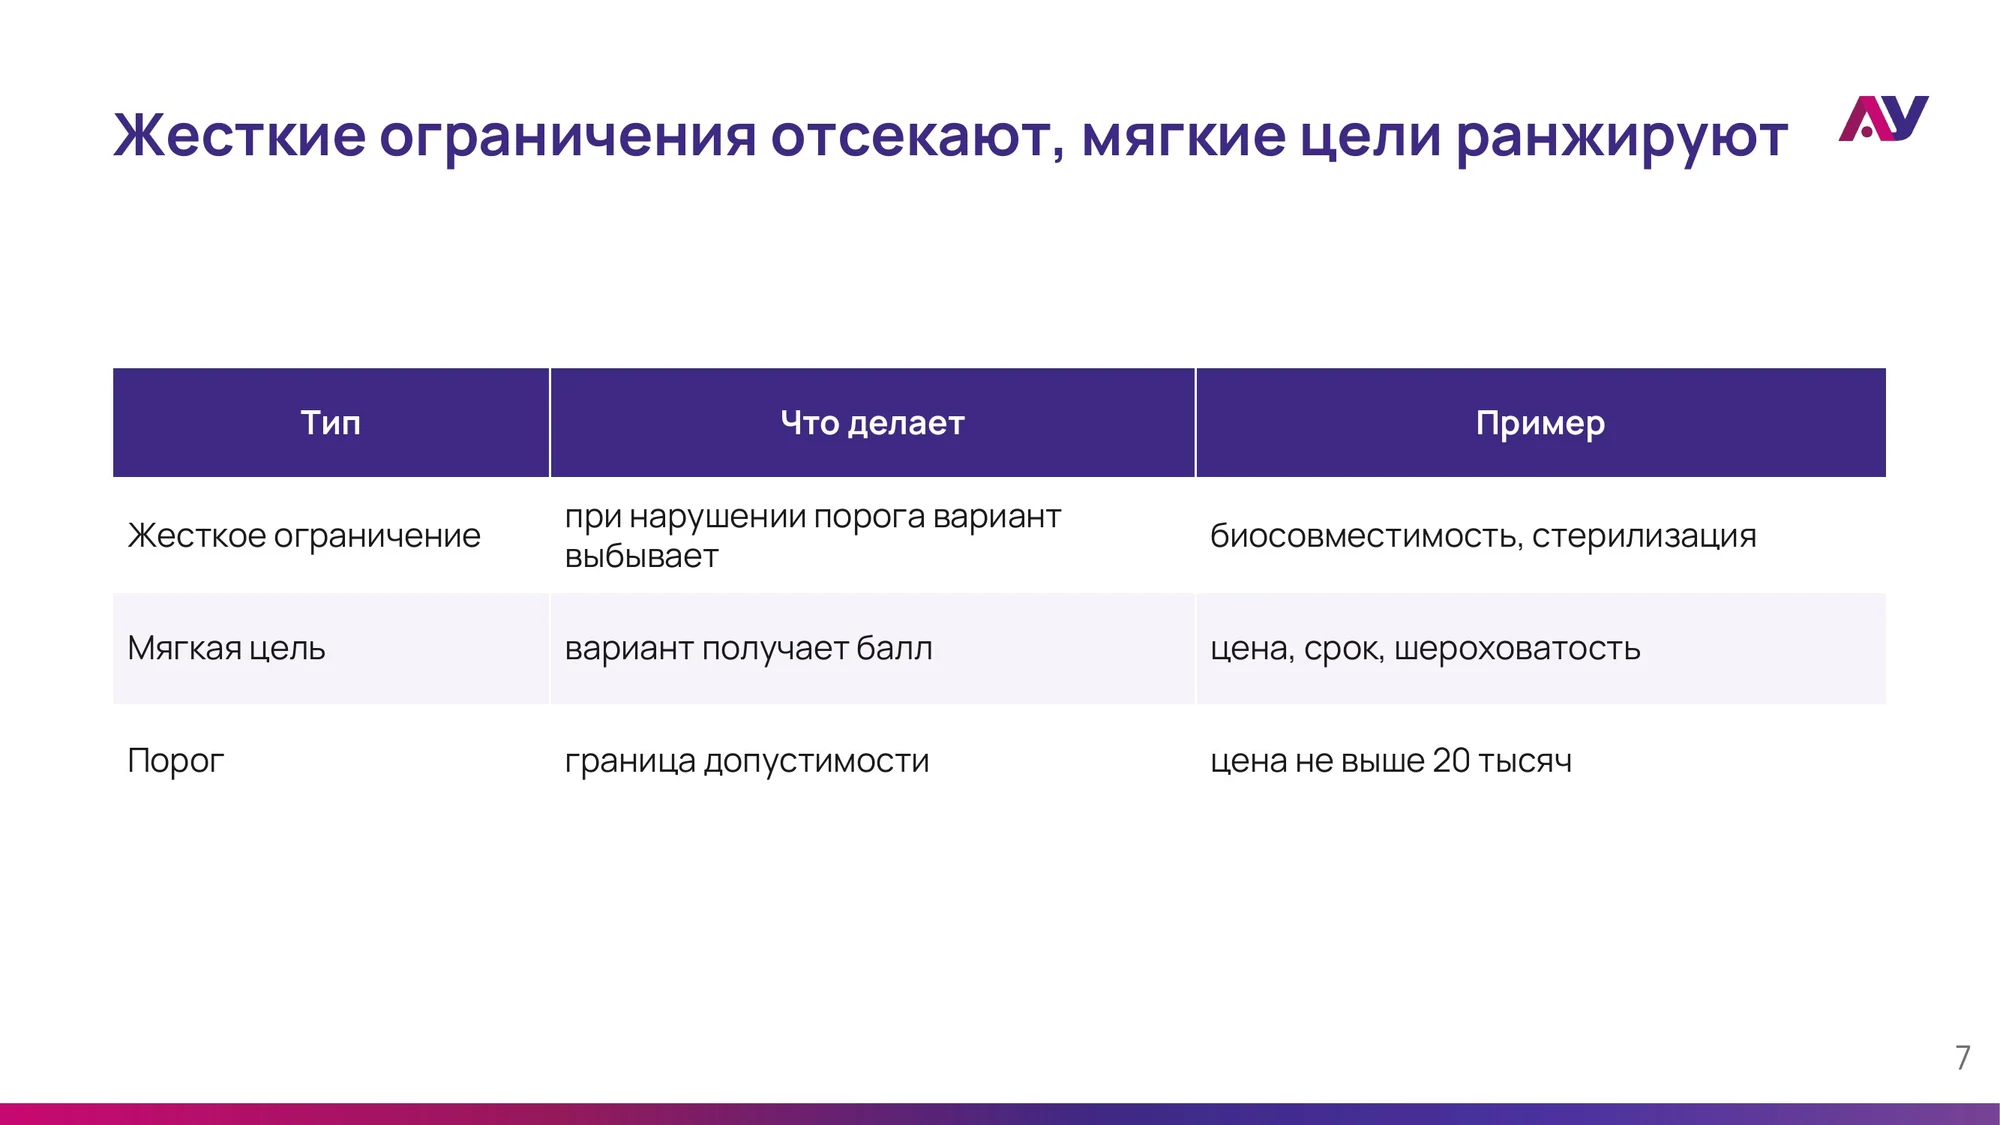 Жесткие ограничения отсекают, мягкие цели ранжируют
ЛУ
Тип
Что делает
Пример
Жесткое ограничение
при нарушении порога вариант
выбывает
биосовместимость, стерилизация
Мягкая цель
вариант получает балл
цена, срок, шероховатость
Порог
граница допустимости
цена не выше 20 тысяч
7